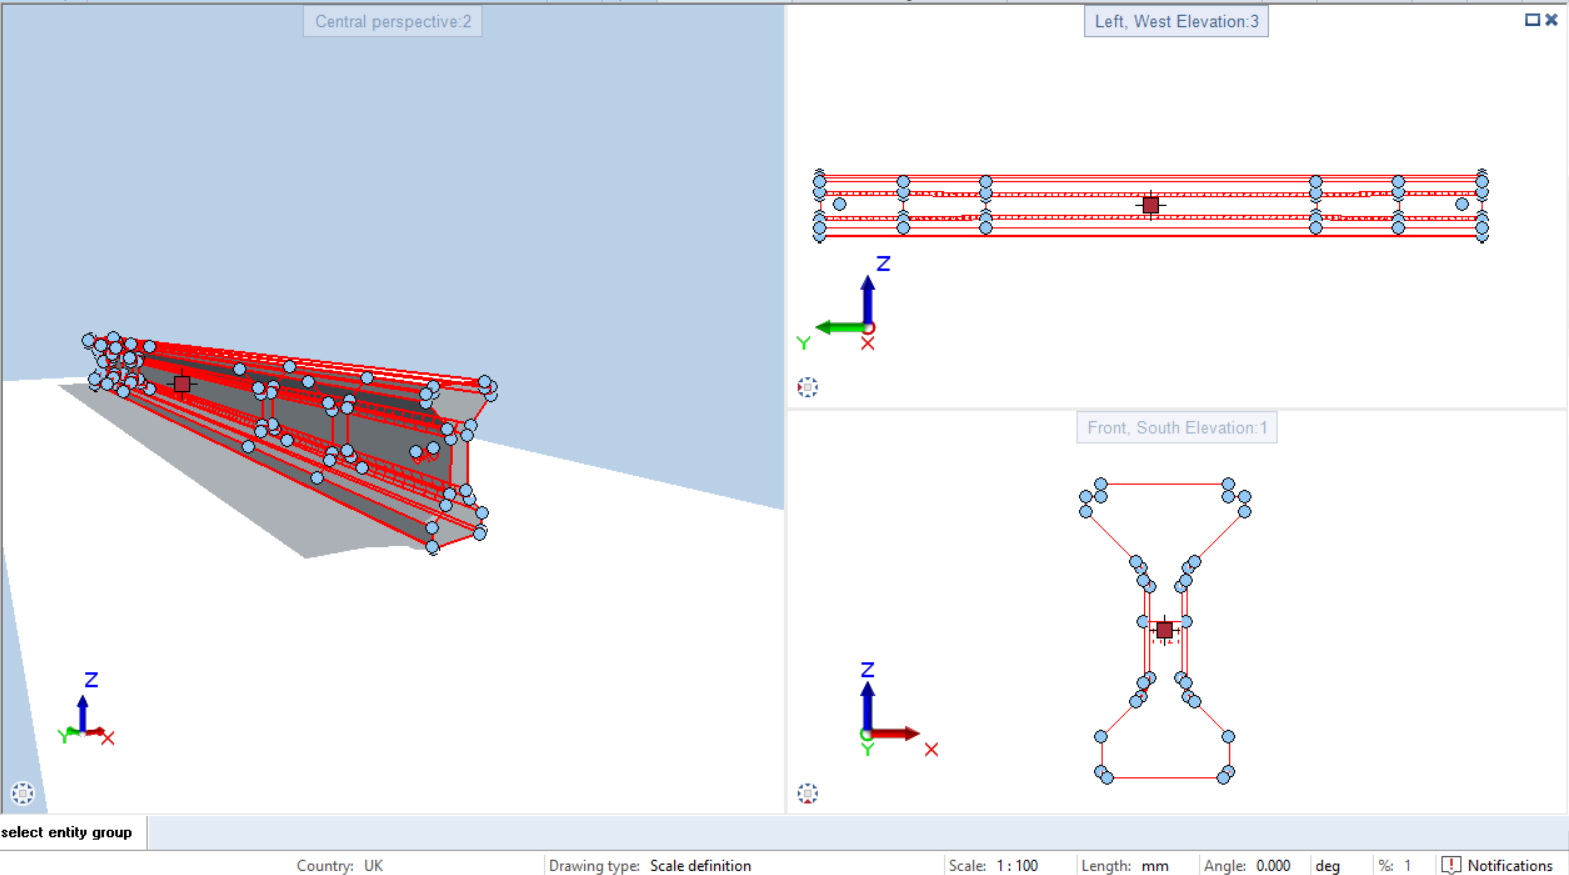 Central perspective:2
Left, West Elevation:3
Z
Y
X
Front, South Elevation:1
Z
Y
X
Z
Y
X
select entity group
Country: UK
Drawing type: Scale definition
Scale: 1 : 100
Length: mm
Angle: 0.000
deg
%: 1
Notifications